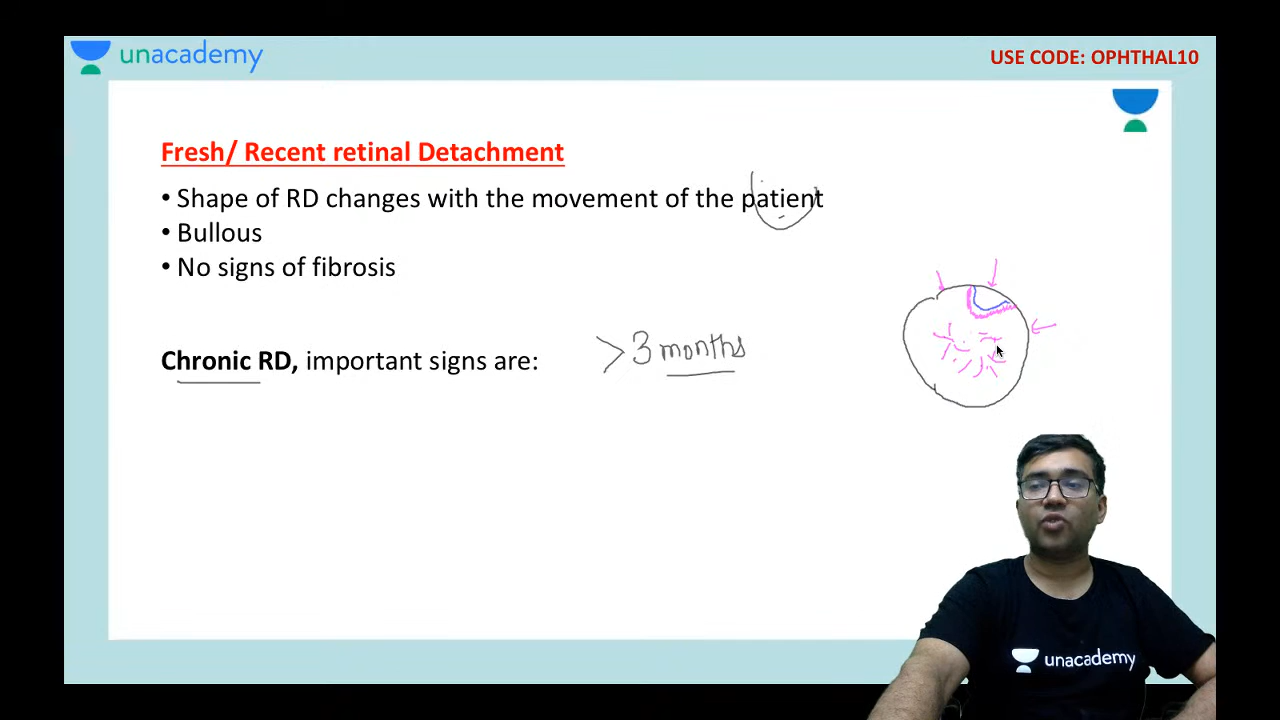 unacademy
USE CODE: OPHTHAL10
Fresh/ Recent retinal Detachment
• Shape of RD changes with the movement of the patient
• Bullous
• No signs of fibrosis
Chronic RD, important signs are: >3 months
unacademy